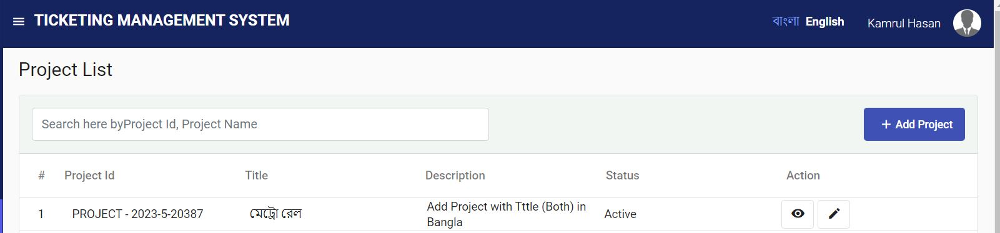 TICKETING MANAGEMENT SYSTEM
বাংলা English Kamrul Hasan
Project List
Search here byProject Id, Project Name
+ Add Project
# Project Id Title Description Status Action
1 PROJECT - 2023-5-20387 মেট্রো রেল Add Project with Tttle (Both) in Active
Bangla